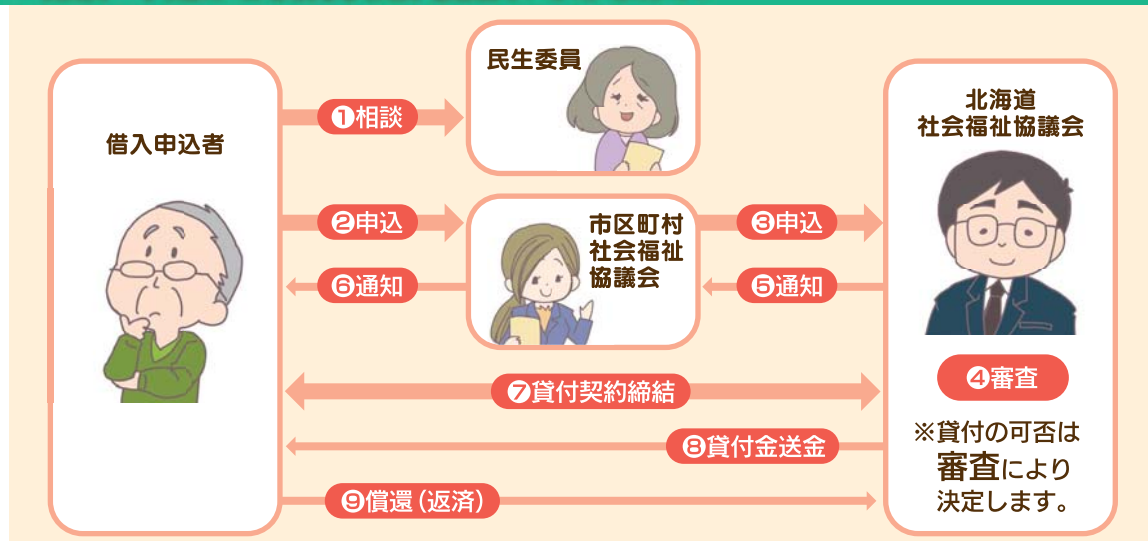 民生委員
借入申込者
北海道
社会福祉協議会
❶相談
❷申込
市区町村
社会福祉
協議会
❸申込
❻通知
❺通知
❹審査
❼貸付契約締結
❽貸付金送金
❾償還（返済）
※貸付の可否は
審査により
決定します。